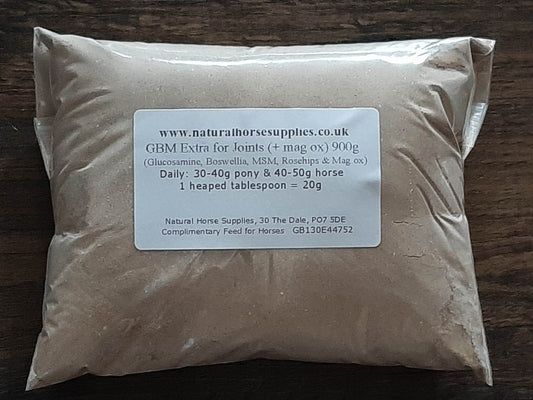 www.naturalhorsesupplies.co.uk
GBM Extra for Joints (+ mag ox) 900g
(Glucosamine, Boswellia, MSM, Rosehips & Mag ox)
Daily: 30-40g pony & 40-50g horse
1 heaped tablespoon = 20g
Natural Horse Supplies, 30 The Dale, PO7 5DE
Complimentary Feed for Horses GB130E44752